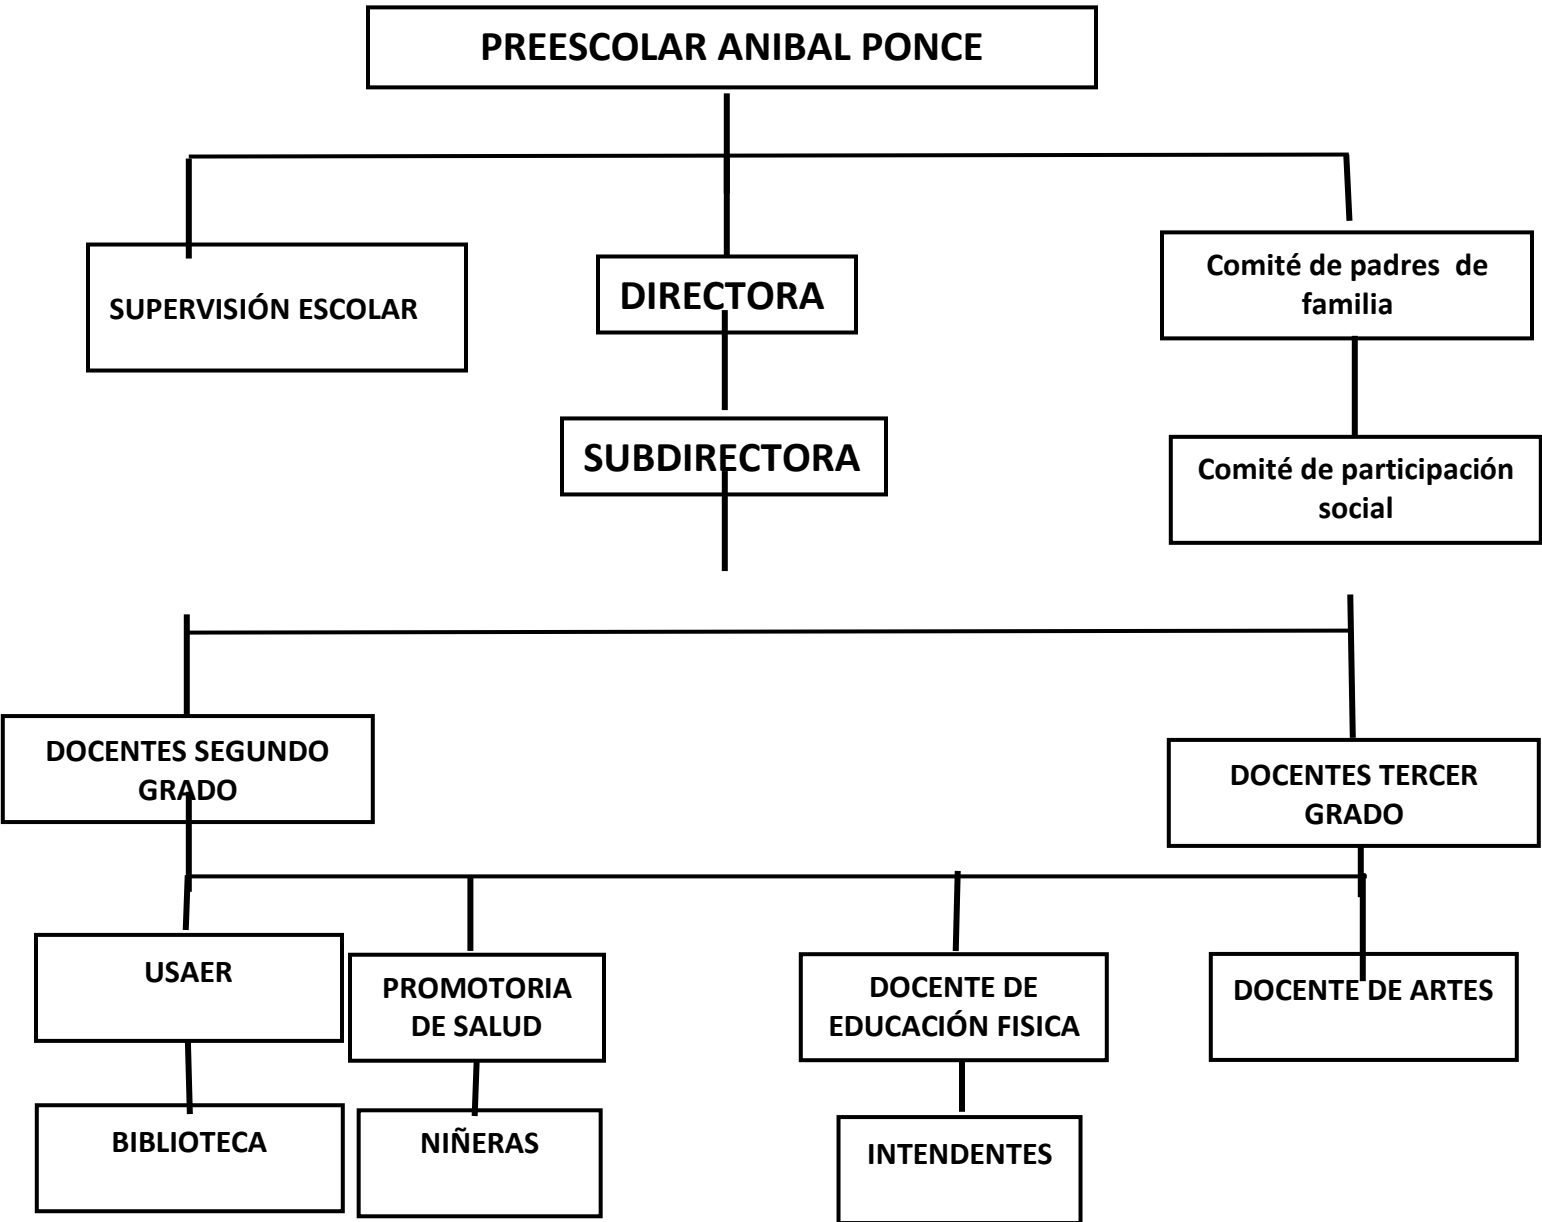 PREESCOLAR ANIBAL PONCE
SUPERVISIÓN ESCOLAR
DIRECTORA
Comité de padres  de
familia
SUBDIRECTORA
Comité de participación
social
DOCENTES SEGUNDO
GRADO
DOCENTES TERCER
GRADO
USAER
PROMOTORIA
DE SALUD
DOCENTE DE
EDUCACIÓN FISICA
DOCENTE DE ARTES
BIBLIOTECA
NIÑERAS
INTENDENTES